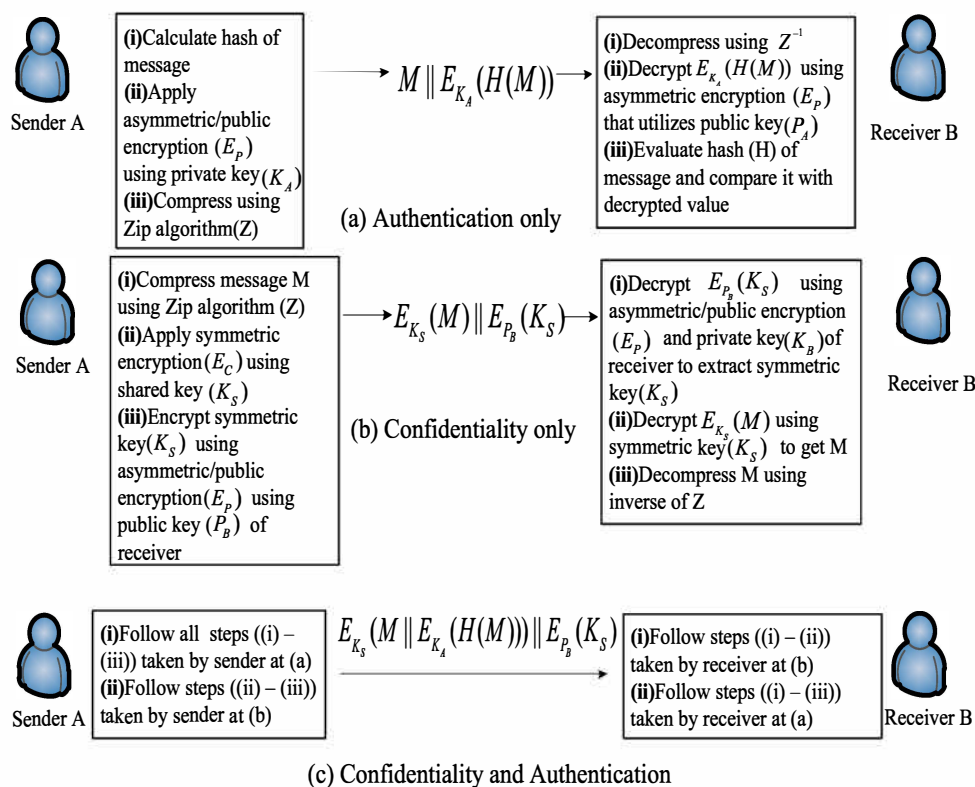 (i)Calculate hash of
message
(ii)Apply
asymmetric/public
encryption (E_P)
using private key(K_A)
(iii)Compress using
Zip algorithm(Z)
Sender A
M || E_{K_A}(H(M))
(a) Authentication only
(i)Decompress using Z^{-1}
(ii)Decrypt E_{K_A}(H(M)) using
asymmetric encryption (E_P)
that utilizes public key(P_A)
(iii)Evaluate hash (H) of
message and compare it with
decrypted value
Receiver B
(i)Compress message M
using Zip algorithm (Z)
(ii)Apply symmetric
encryption(E_C) using
shared key (K_S)
(iii)Encrypt symmetric
key(K_S) using
asymmetric/public
encryption(E_P) using
public key (P_B) of
receiver
Sender A
E_{K_S}(M) || E_{P_B}(K_S)
(b) Confidentiality only
(i)Decrypt E_{P_B}(K_S) using
asymmetric/public encryption
(E_P) and private key(K_B)of
receiver to extract symmetric
key(K_S)
(ii)Decrypt E_{K_S}(M) using
symmetric key(K_S) to get M
(iii)Decompress M using
inverse of Z
Receiver B
(i)Follow all steps ((i) –
(iii)) taken by sender at (a)
(ii)Follow steps ((ii) – (iii))
taken by sender at (b)
Sender A
E_{K_S}(M || E_{K_A}(H(M))) || E_{P_B}(K_S)
(i)Follow steps ((i) – (ii))
taken by receiver at (b)
(ii)Follow steps ((i) – (iii))
taken by receiver at (a)
Receiver B
(c) Confidentiality and Authentication